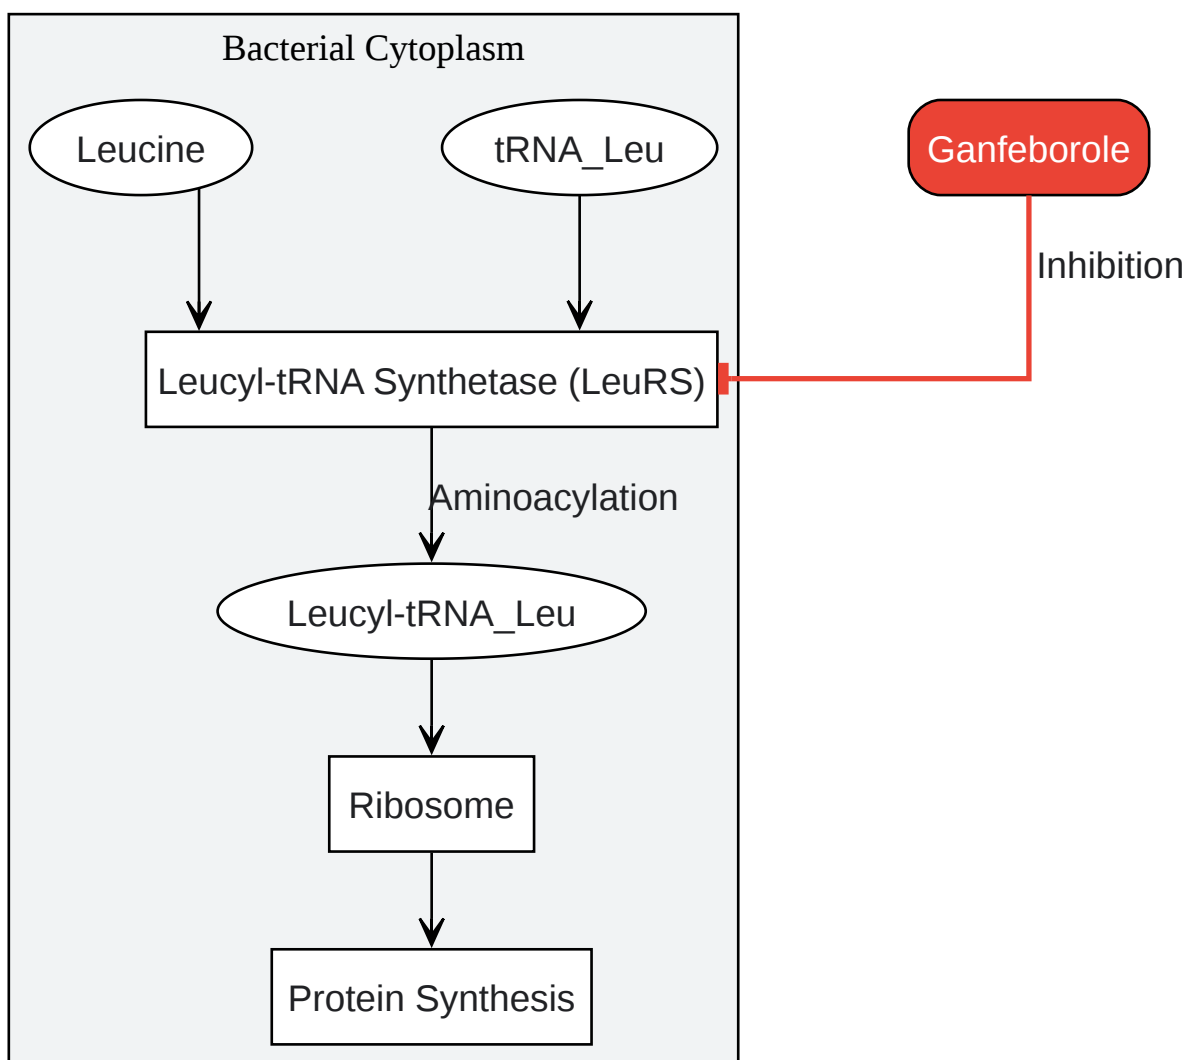 Bacterial Cytoplasm
Leucine
tRNA_Leu
Ganfeborole
Inhibition
Leucyl-tRNA Synthetase (LeuRS)
Aminoacylation
Leucyl-tRNA_Leu
Ribosome
Protein Synthesis